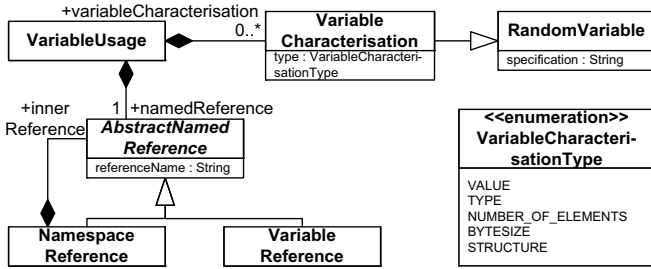 +variableCharacterisation
0..*
VariableUsage
Variable
Characterisation
type : VariableCharacteri-
sationType
RandomVariable
specification : String
+inner
Reference
1
+namedReference
AbstractNamed
Reference
referenceName : String
<<enumeration>>
VariableCharacteri-
sationType
VALUE
TYPE
NUMBER_OF_ELEMENTS
BYTESIZE
STRUCTURE
Namespace
Reference
Variable
Reference